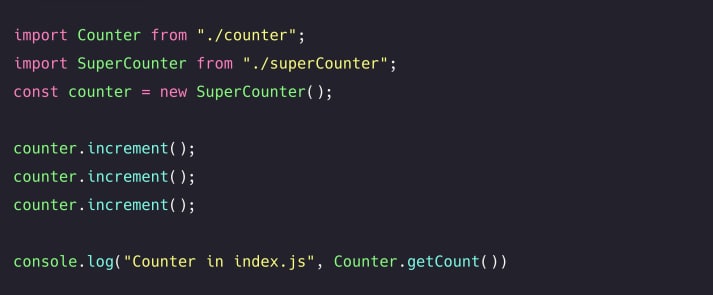 import Counter from "./counter";
import SuperCounter from "./superCounter";
const counter = new SuperCounter();
counter.increment();
counter.increment();
counter.increment();
console.log("Counter in index.js", Counter.getCount())